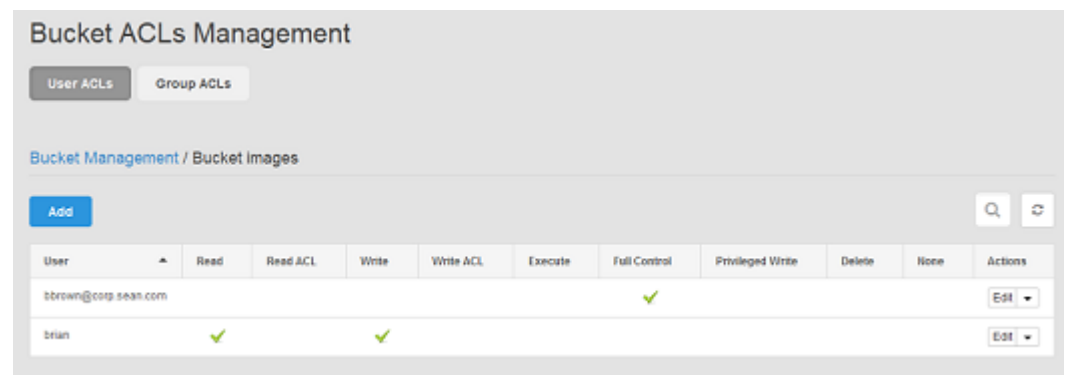 Bucket ACLs Management
User ACLs Group ACLs
Bucket Management / Bucket images
Add
User Read Read ACL Write Write ACL Execute Full Control Privileged Write Delete None Actions
bbrown@corp.sean.com Edit
brian Edit